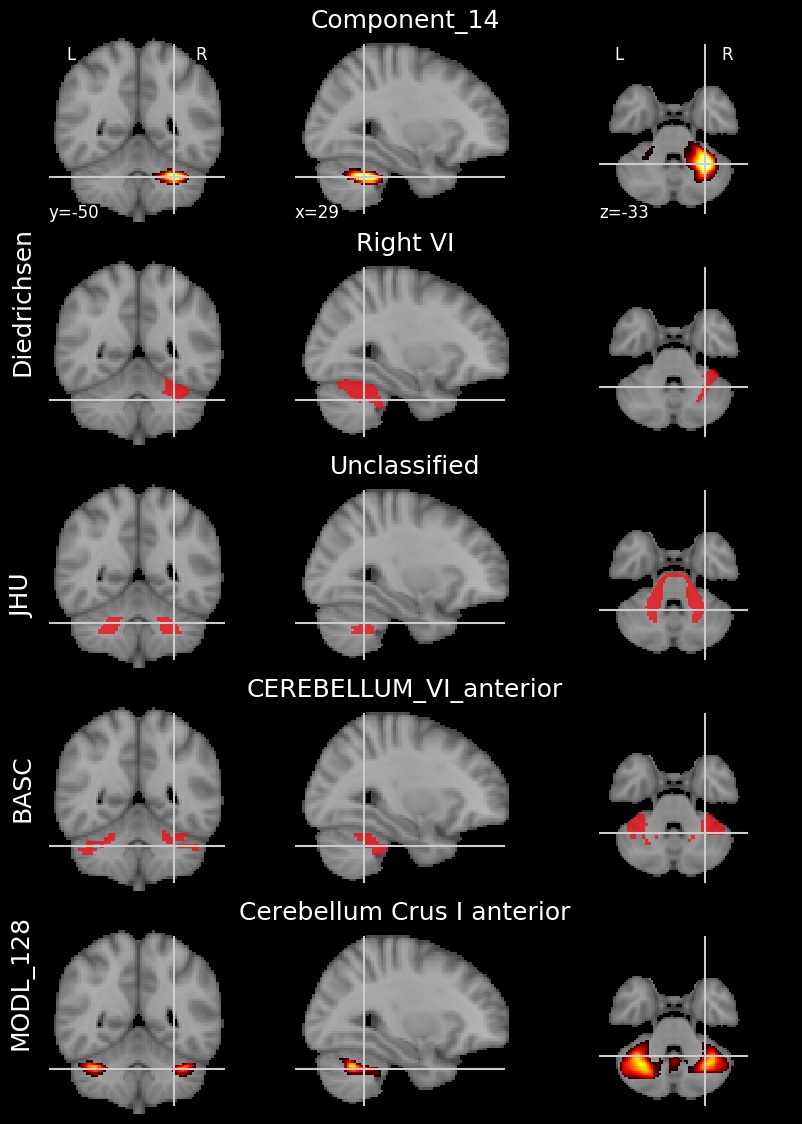 Component_14
L
R
L
R
y=-50
x=29
z=-33
Diedrichsen
Right VI
JHU
Unclassified
BASC
CEREBELLUM_VI_anterior
MODL_128
Cerebellum Crus I anterior